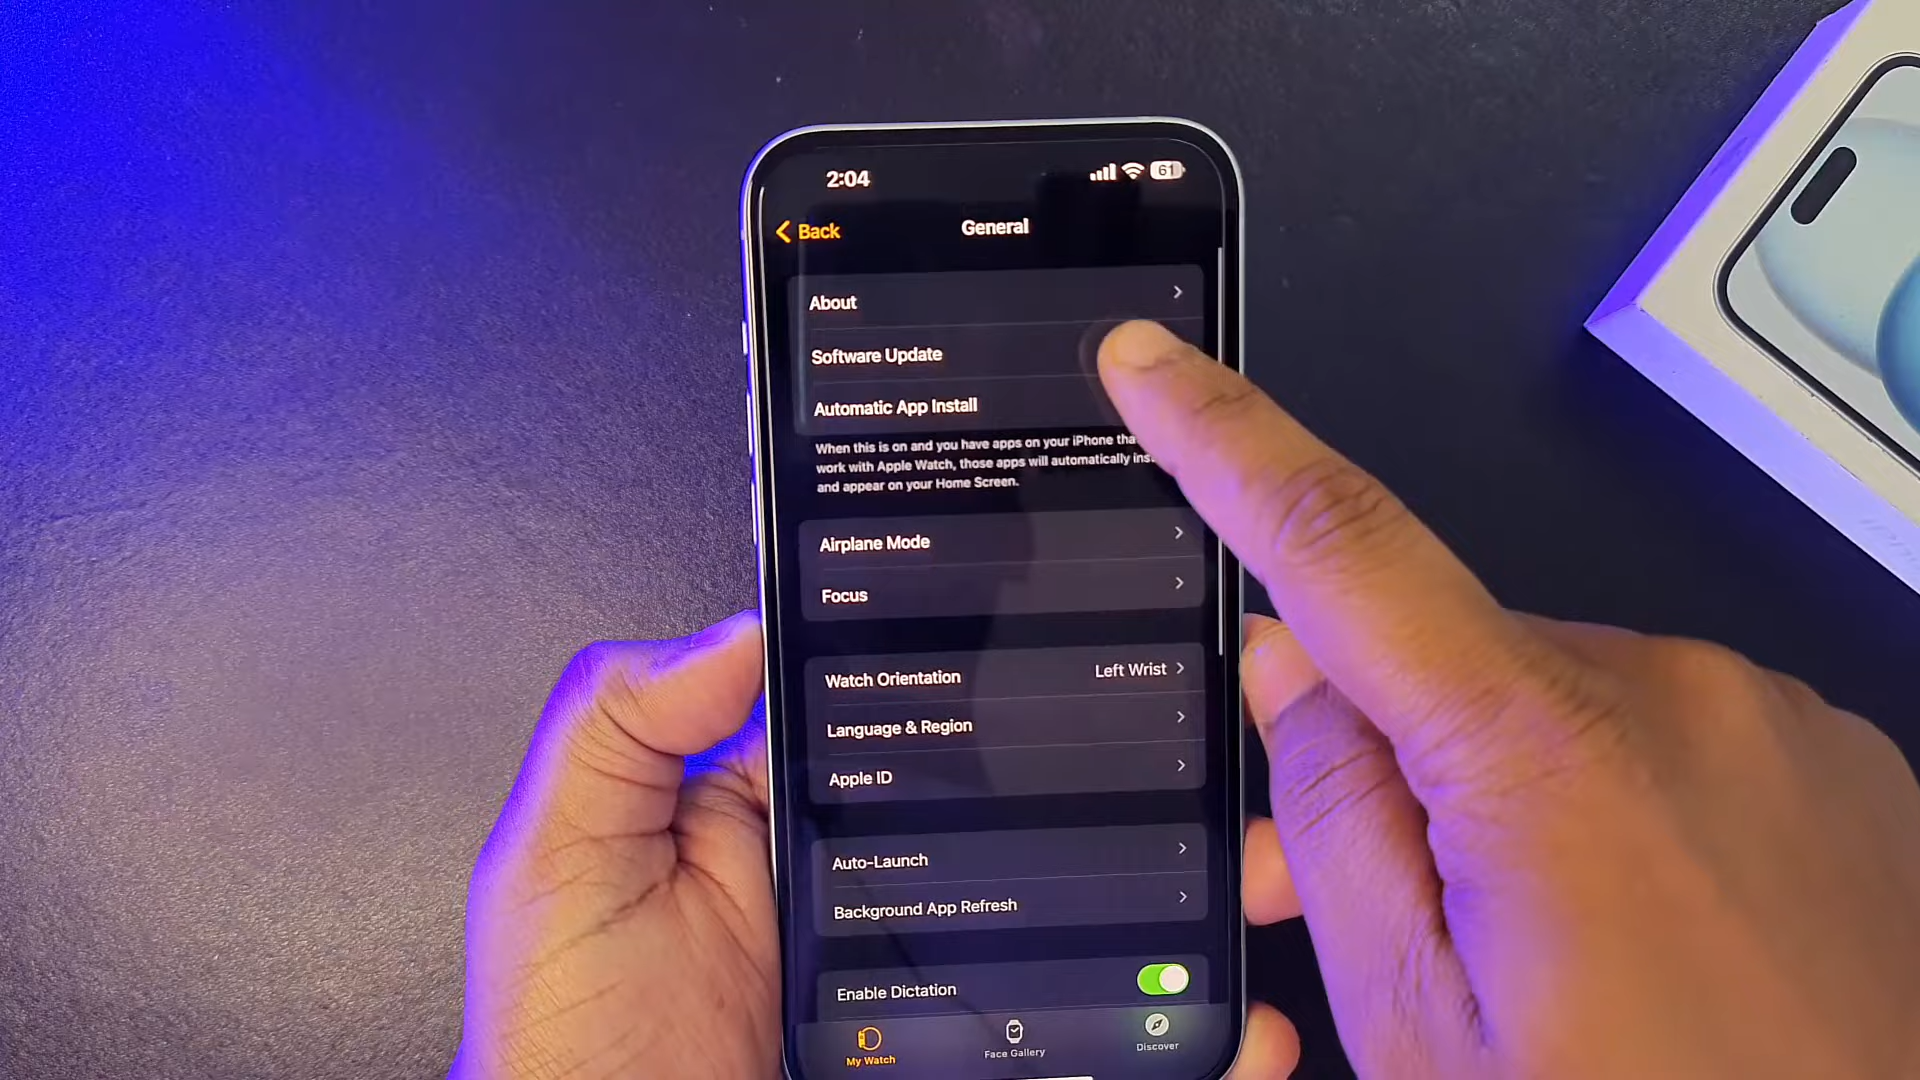 2:04
61
Back
General
About
Software Update
Automatic App Install
When this is on and you have apps on your iPhone
work with Apple Watch, those apps will automatically
and appear on your Home Screen.
Airplane Mode
Focus
Watch Orientation Left Wrist
Language & Region
Apple ID
Auto-Launch
Background App Refresh
Enable Dictation
My Watch
Face Gallery
Discover